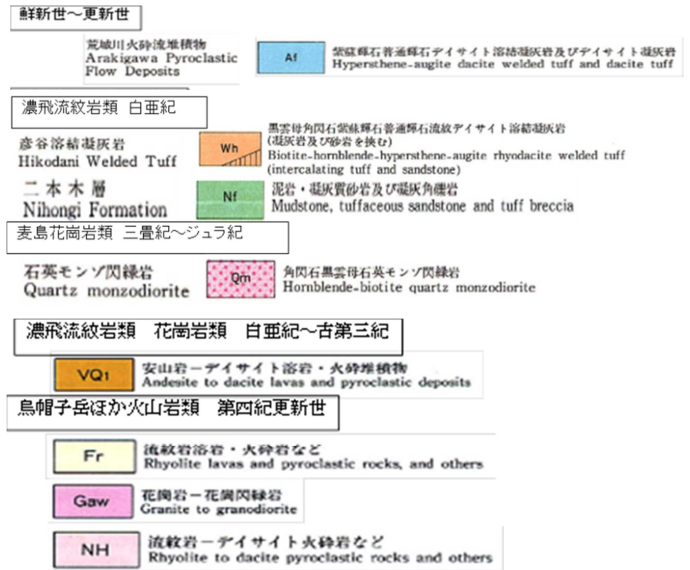 鮮新世～更新世
荒城川火砕流堆積物
Arakigawa Pyroclastic
Flow Deposits
Af
紫蘇輝石普通輝石デイサイト溶結凝灰岩及びデイサイト凝灰岩
Hypersthene-augite dacite welded tuff and dacite tuff
濃飛流紋岩類 白亜紀
彦谷溶結凝灰岩
Hikodani Welded Tuff
Wh
黒雲母角閃石紫蘇輝石普通輝石流紋デイサイト溶結凝灰岩
(凝灰岩及び砂岩を挟む)
Biotite-hornblende-hypersthene-augite rhyodacite welded tuff
(intercalating tuff and sandstone)
二本木層
Nihongi Formation
Nf
泥岩・凝灰質砂岩及び凝灰角礫岩
Mudstone, tuffaceous sandstone and tuff breccia
麦島花崗岩類 三畳紀～ジュラ紀
石英モンゾ閃緑岩
Quartz monzodiorite
Qm
角閃石黒雲母石英モンゾ閃緑岩
Hornblende-biotite quartz monzodiorite
濃飛流紋岩類 花崗岩類 白亜紀～古第三紀
VQ1
安山岩－デイサイト溶岩・火砕堆積物
Andesite to dacite lavas and pyroclastic deposits
烏帽子岳ほか火山岩類 第四紀更新世
Fr
流紋岩溶岩・火砕岩など
Rhyolite lavas and pyroclastic rocks, and others
Gaw
花崗岩－花崗閃緑岩
Granite to granodiorite
NH
流紋岩－デイサイト火砕岩など
Rhyolite to dacite pyroclastic rocks and others